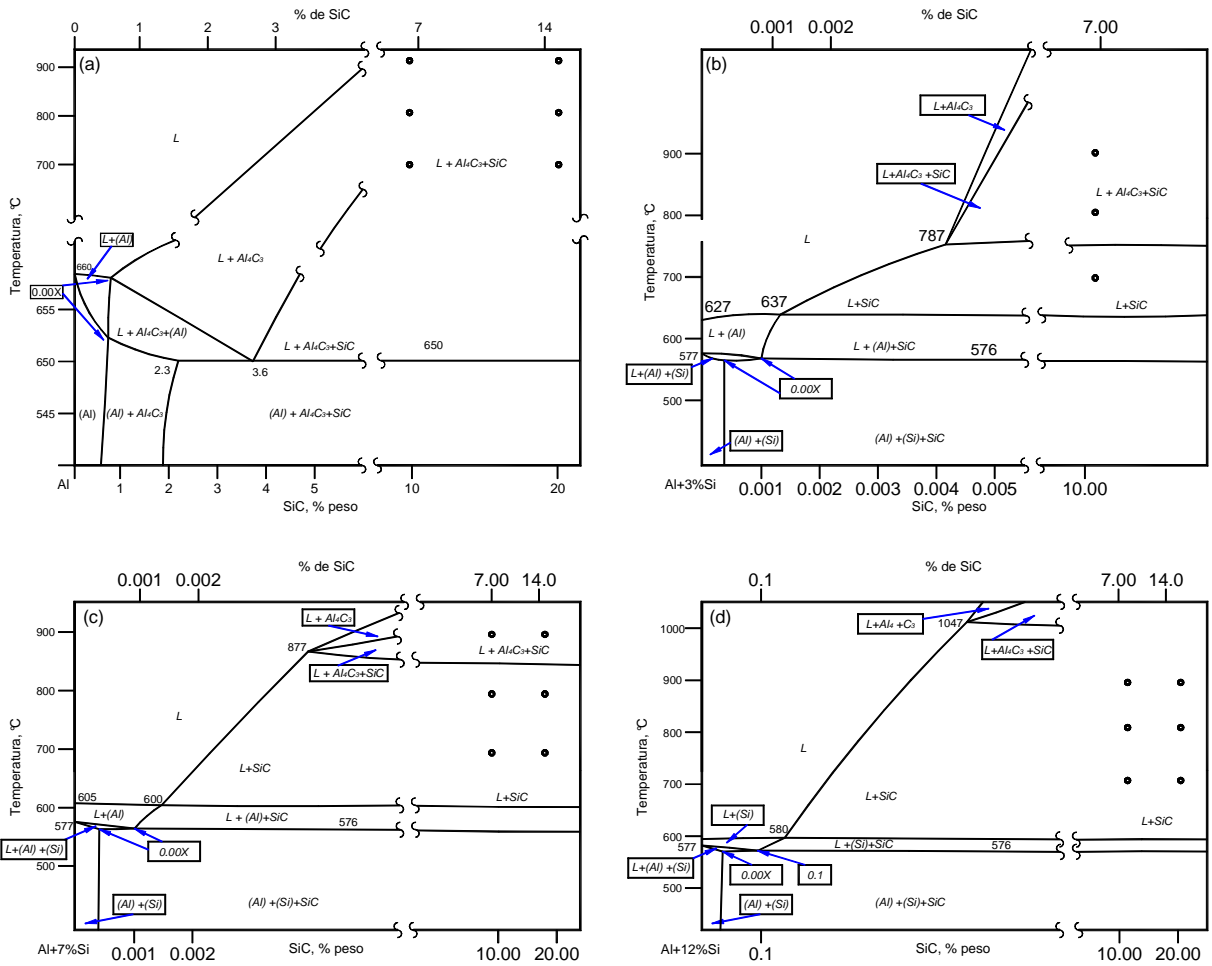 % de SiC
0 1 2 3 7 14
(a)
900
800
700
655
650
545
Temperatura, °C
L
L + Al₄C₃+SiC
L+(Al)
660
0.00X
L + Al₄C₃
L + Al₄C₃+(Al)
L + Al₄C₃+SiC
650
2.3
3.6
(Al)
(Al) + Al₄C₃
(Al) + Al₄C₃+SiC
Al 1 2 3 4 5 10 20
SiC, % peso
% de SiC
0.001 0.002 7.00
(b)
900
800
700
600
500
Temperatura, °C
L+Al₄C₃
L+Al₄C₃ +SiC
L + Al₄C₃+SiC
L
787
627
637
L+SiC
L+SiC
L + (Al)
L + (Al)+SiC
576
577
L+(Al) +(Si)
0.00X
(Al) +(Si)
(Al) +(Si)+SiC
Al+3%Si 0.001 0.002 0.003 0.004 0.005 10.00
SiC, % peso
% de SiC
0.001 0.002 7.00 14.0
(c)
900
800
700
600
500
Temperatura, °C
L + Al₄C₃
877
L + Al₄C₃+SiC
L + Al₄C₃+SiC
L
L+SiC
605
600
L+SiC
L+(Al)
L + (Al)+SiC
576
577
L+(Al) +(Si)
0.00X
(Al) +(Si)
(Al) +(Si)+SiC
Al+7%Si 0.001 0.002 10.00 20.00
SiC, % peso
% de SiC
0.1 7.00 14.0
(d)
1000
900
800
700
600
500
Temperatura, °C
L+Al₄ +C₃
1047
L+Al₄C₃ +SiC
L
L+SiC
L+(Si)
L+SiC
580
577
L +(Si)+SiC
576
L+(Al) +(Si)
0.00X
0.1
(Al) +(Si)
(Al) +(Si)+SiC
Al+12%Si 0.1 10.00 20.00
SiC, % peso